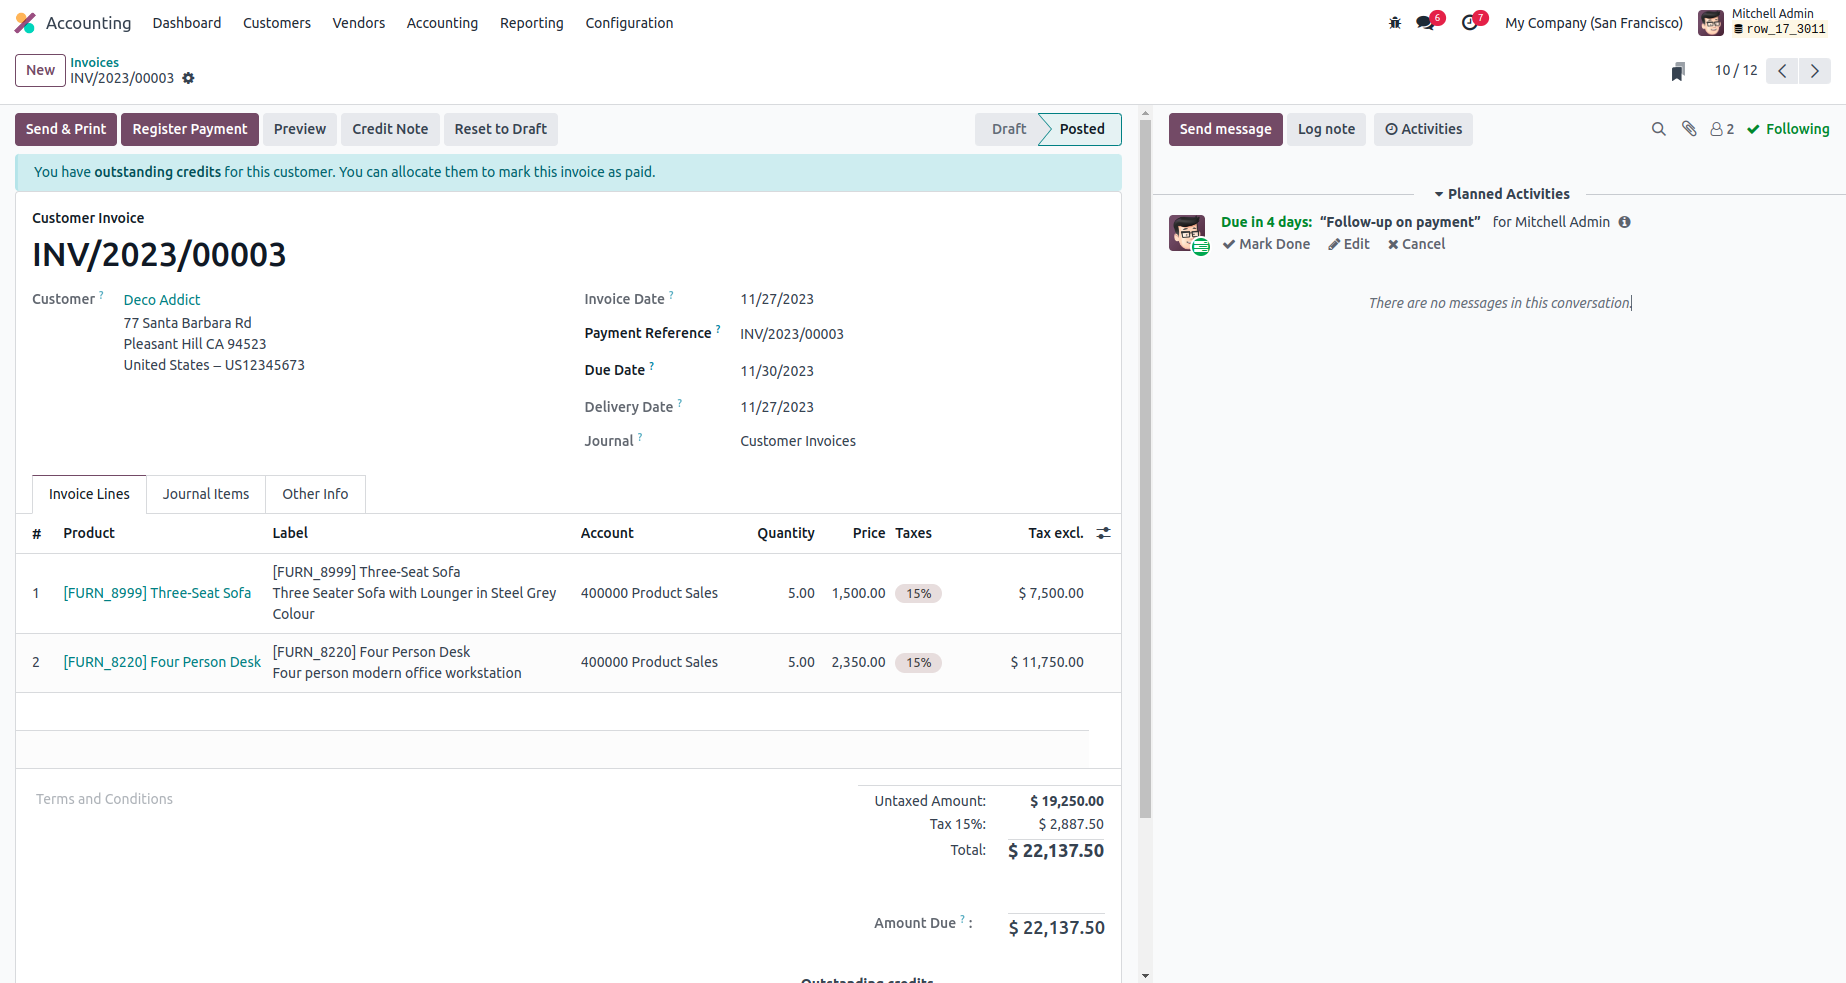 Accounting Dashboard Customers Vendors Accounting Reporting Configuration 6 7 My Company (San Francisco) Mitchell Admin
row_17_3011
New Invoices
INV/2023/00003
10 / 12
Send & Print Register Payment Preview Credit Note Reset to Draft Draft Posted
Send message Log note Activities 2 Following
You have outstanding credits for this customer. You can allocate them to mark this invoice as paid.
Planned Activities
Due in 4 days: “Follow-up on payment” for Mitchell Admin
Mark Done Edit Cancel
There are no messages in this conversation.
Customer Invoice
INV/2023/00003
Customer ? Deco Addict
77 Santa Barbara Rd
Pleasant Hill CA 94523
United States – US12345673
Invoice Date ? 11/27/2023
Payment Reference ? INV/2023/00003
Due Date ? 11/30/2023
Delivery Date ? 11/27/2023
Journal ? Customer Invoices
Invoice Lines Journal Items Other Info
# Product Label Account Quantity Price Taxes Tax excl.
1 [FURN_8999] Three-Seat Sofa [FURN_8999] Three-Seat Sofa
Three Seater Sofa with Lounger in Steel Grey
Colour 400000 Product Sales 5.00 1,500.00 15% $ 7,500.00
2 [FURN_8220] Four Person Desk [FURN_8220] Four Person Desk
Four person modern office workstation 400000 Product Sales 5.00 2,350.00 15% $ 11,750.00
Terms and Conditions
Untaxed Amount: $ 19,250.00
Tax 15%: $ 2,887.50
Total: $ 22,137.50
Amount Due ? : $ 22,137.50
Outstanding credits